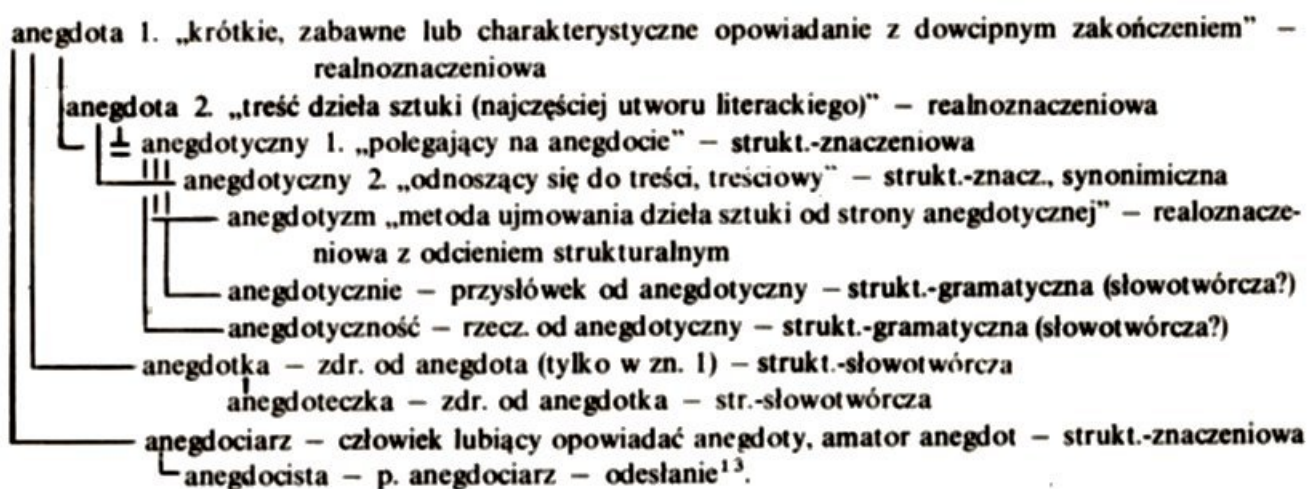 anegdota 1. „krótkie, zabawne lub charakterystyczne opowiadanie z dowcipnym zakończeniem” –
realnoznaczeniowa
anegdota 2. „treść dzieła sztuki (najczęściej utworu literackiego)” – realnoznaczeniowa
anegdotyczny 1. „polegający na anegdocie” – strukt.-znaczeniowa
anegdotyczny 2. „odnoszący się do treści, treściowy” – strukt.-znacz., synonimiczna
anegdotyzm „metoda ujmowania dzieła sztuki od strony anegdotycznej” – realoznacze-
niowa z odcieniem strukturalnym
anegdotycznie – przysłówek od anegdotyczny – strukt.-gramatyczna (słowotwórcza?)
anegdotyczność – rzecz. od anegdotyczny – strukt.-gramatyczna (słowotwórcza?)
anegdotka – zdr. od anegdota (tylko w zn. 1) – strukt.-słowotwórcza
anegdoteczka – zdr. od anegdotka – str.-słowotwórcza
anegdociarz – człowiek lubiący opowiadać anegdoty, amator anegdot – strukt.-znaczeniowa
anegdocista – p. anegdociarz – odesłanie¹³.